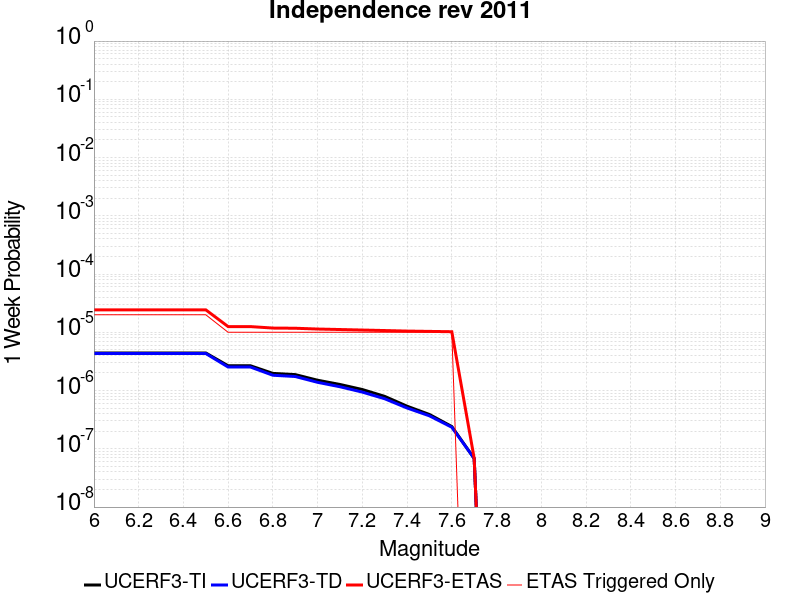 Independence rev 2011
10^0
10^-1
10^-2
10^-3
10^-4
10^-5
10^-6
10^-7
10^-8
1 Week Probability
6 6.2 6.4 6.6 6.8 7 7.2 7.4 7.6 7.8 8 8.2 8.4 8.6 8.8 9
Magnitude
UCERF3-TI UCERF3-TD UCERF3-ETAS ETAS Triggered Only